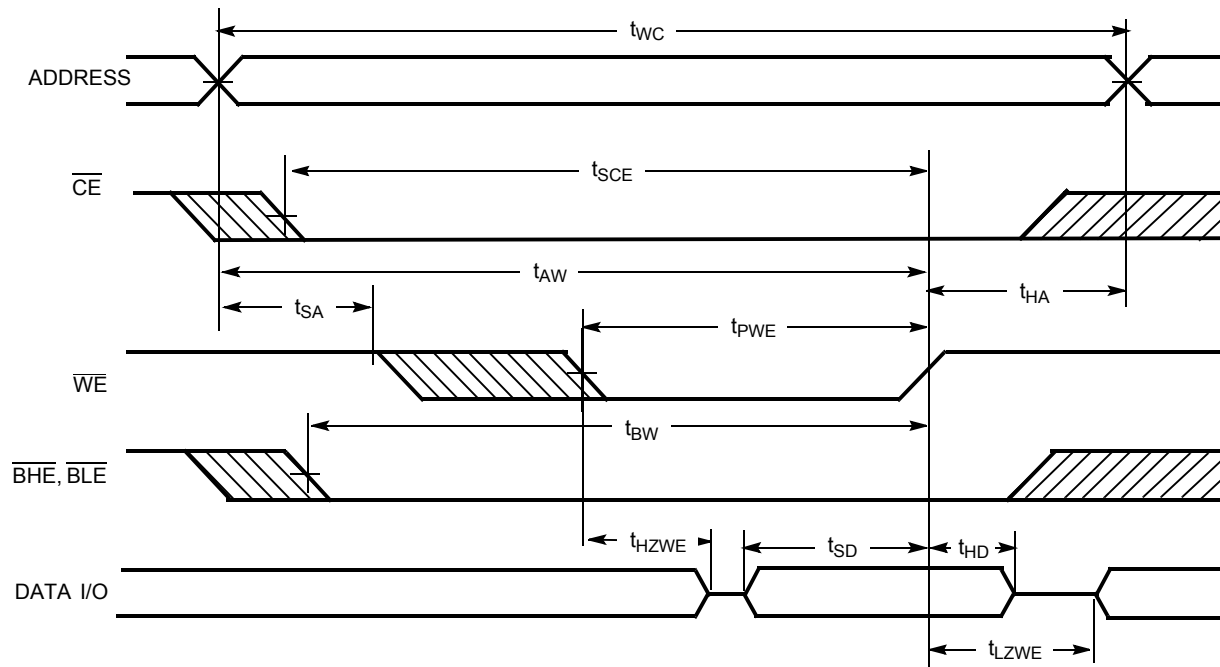 tWC
ADDRESS
tSCE
CE
tAW
tSA
tHA
tPWE
WE
tBW
BHE, BLE
tHZWE
tSD
tHD
DATA I/O
tLZWE